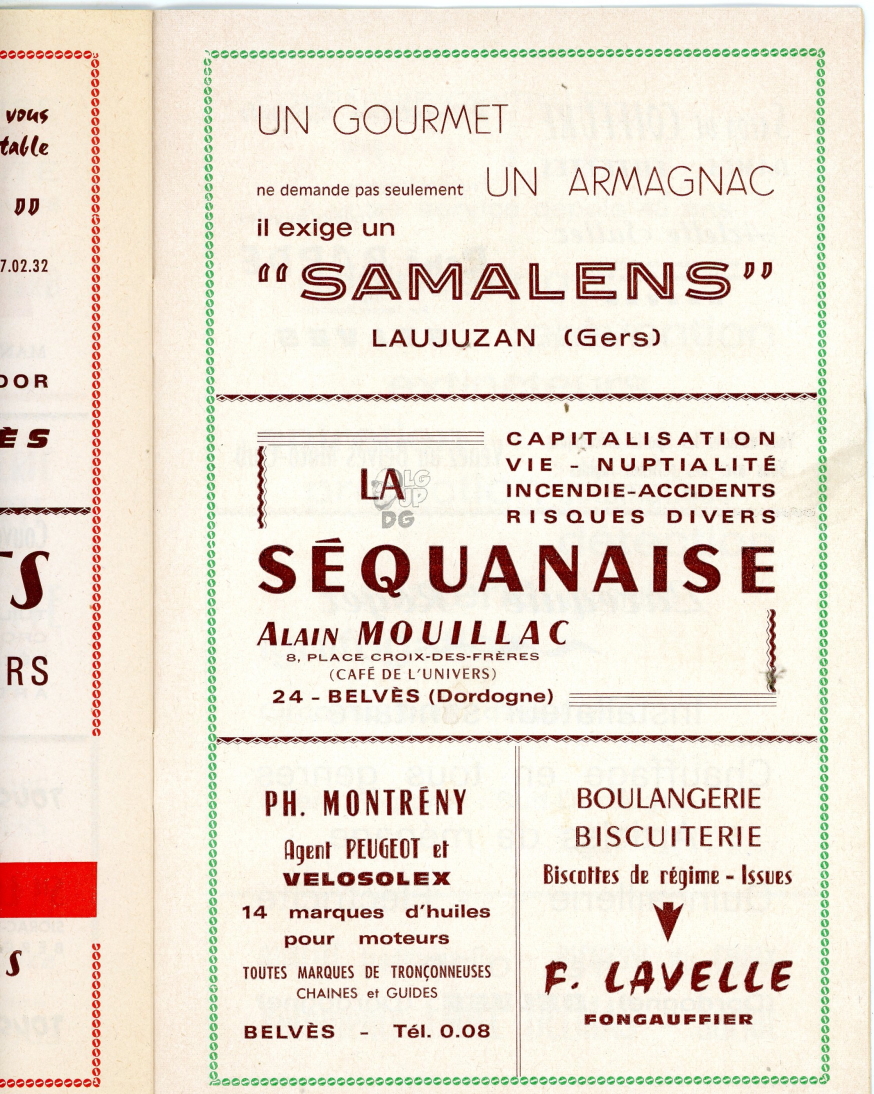 vous
table
"
7.02.32
DOR
ÈS
TS
RS
S
UN GOURMET
ne demande pas seulement UN ARMAGNAC
il exige un
"SAMALENS"
LAUJUZAN (Gers)
CAPITALISATION
VIE - NUPTIALITÉ
INCENDIE-ACCIDENTS
RISQUES DIVERS
LA
SÉQUANAISE
ALAIN MOUILLAC
8, PLACE CROIX-DES-FRÈRES
(CAFÉ DE L'UNIVERS)
24 - BELVÈS (Dordogne)
PH. MONTRÉNY
Agent PEUGEOT et
VELOSOLEX
14 marques d'huiles
pour moteurs
TOUTES MARQUES DE TRONÇONNEUSES
CHAINES et GUIDES
BELVÈS - Tél. 0.08
BOULANGERIE
BISCUITERIE
Biscottes de régime - Issues
F. LAVELLE
FONGAUFFIER